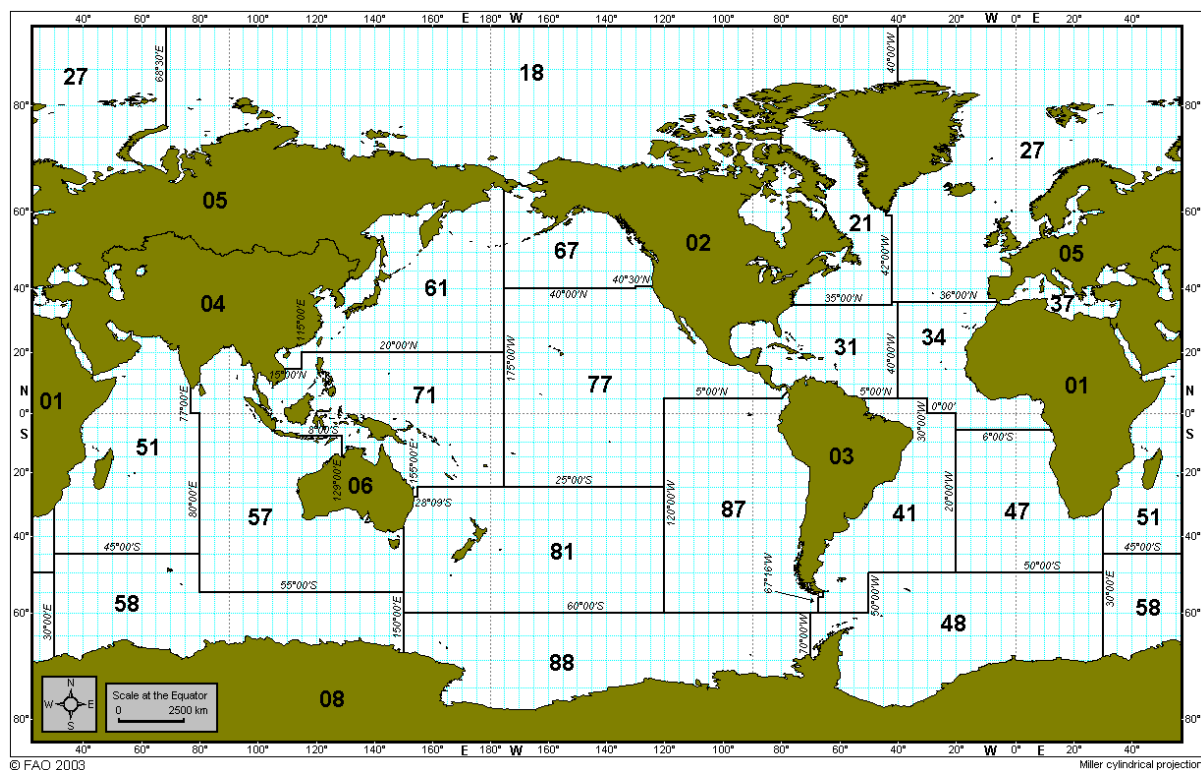 40° 60° 80° 100° 120° 140° 160° E 180° W 160° 140° 120° 100° 80° 60° 40° 20° W 0° E 20° 40°
68°30'E
40°00'W
27
18
80°
80°
27
05
60°
21
60°
67
02
42°00'W
05
40°
61
40°30'N
40°00'N
35°00'N
36°00'N
37
40°
04
115°00'E
31
40°00'W
34
20°
20°00'N
175°00'W
20°
15°00'N
77
N
01
77°00'E
71
5°00'N
5°00'N
01
N
0°
30°00'W
0°00'
0°
S
8°00'S
6°00'S
S
51
155°00'E
03
20°
129°00'E
06
20°
80°00'E
25°00'S
28°09'S
120°00'W
87
20°00'W
57
41
47
51
40°
81
40°
45°00'S
45°00'S
67°16'W
50°00'S
55°00'S
58
50°00'W
30°00'E
58
60°
30°00'E
150°00'E
60°00'S
60°
70°00'W
48
88
N
W E
S
Scale at the Equator
0 2500 km
08
80°
80°
40° 60° 80° 100° 120° 140° 160° E 180° W 160° 140° 120° 100° 80° 60° 40° 20° W 0° E 20° 40°
© FAO 2003
Miller cylindrical projection